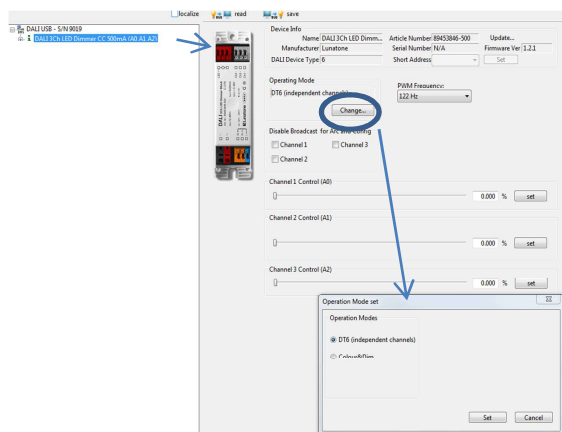 localize read save
DALI USB - S/N 9019
DALI 3Ch LED Dimmer CC 500mA (A0 A1 A2)
Device Info
Name DALI 3Ch LED Dimm... Article Number 89453846-500 Update...
Manufacturer Lunatone Serial Number N/A Firmware Ver 1.2.1
DALI Device Type 6 Short Address Set
Operating Mode
DT6 (independent channels)
PWM Frequency:
122 Hz
Change...
Disable Broadcast for Arc and Config
Channel 1 Channel 3
Channel 2
Channel 1 Control (A0)
0.000 % set
Channel 2 Control (A1)
0.000 % set
Channel 3 Control (A2)
0.000 % set
Operation Mode set
Operation Modes
DT6 (independent channels)
Colour&Dim
Set Cancel
DALI
Lunatone